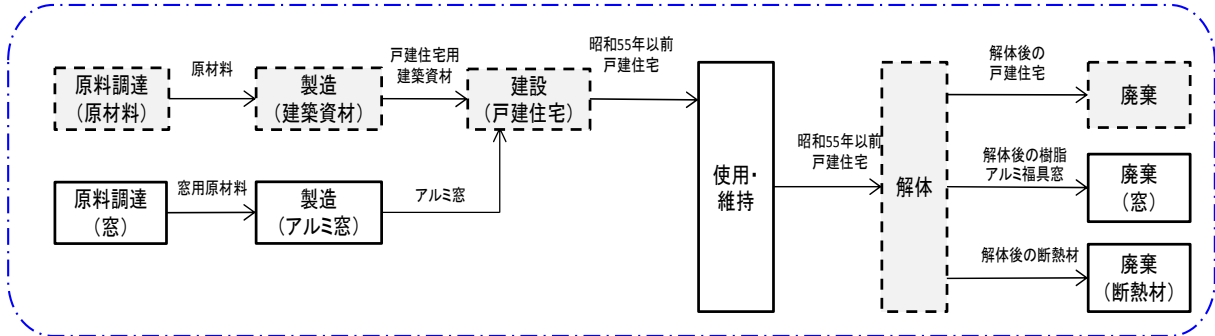 原料調達
（原材料）
原材料
製造
（建築資材）
戸建住宅用
建築資材
建設
（戸建住宅）
昭和55年以前
戸建住宅
原料調達
（窓）
窓用原材料
製造
（アルミ窓）
アルミ窓
使用・
維持
昭和55年以前
戸建住宅
解体
解体後の
戸建住宅
廃棄
解体後の樹脂
アルミ福具窓
廃棄
（窓）
解体後の断熱材
廃棄
（断熱材）